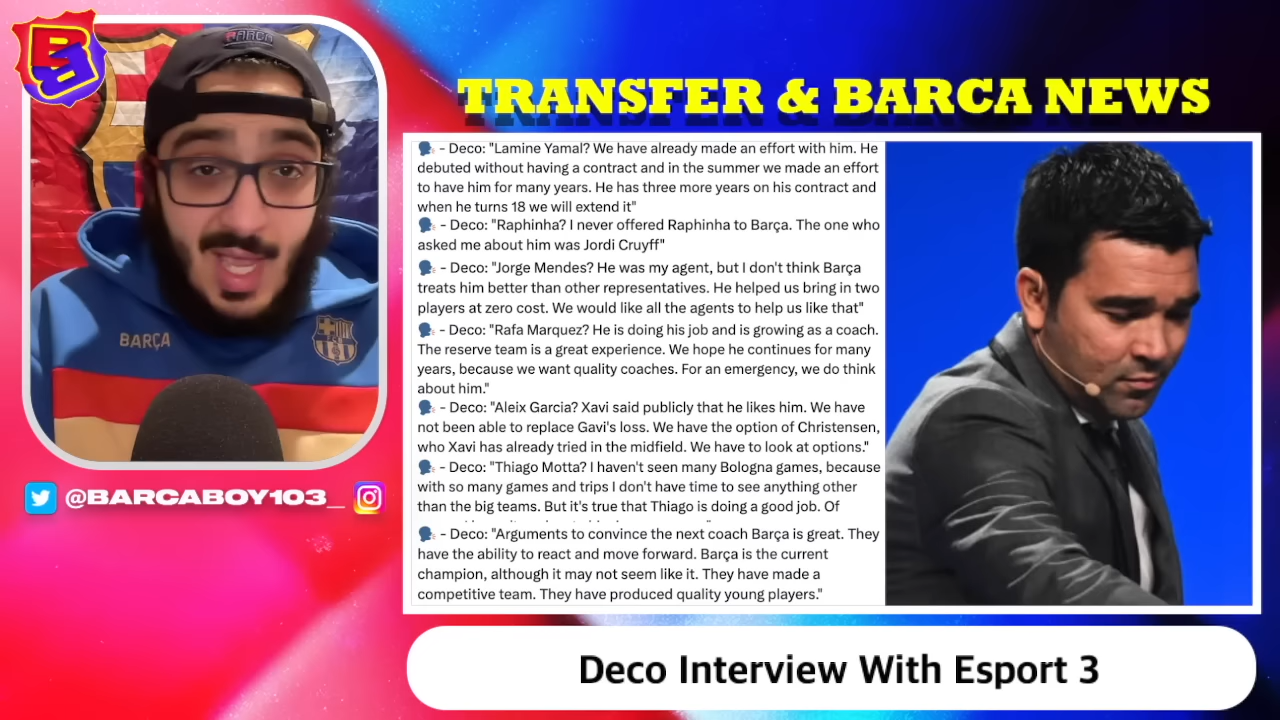 BARCA
BARÇA
@BARCABOY103_
TRANSFER & BARCA NEWS
🗣️ - Deco: "Lamine Yamal? We have already made an effort with him. He
debuted without having a contract and in the summer we made an effort
to have him for many years. He has three more years on his contract and
when he turns 18 we will extend it"
🗣️ - Deco: "Raphinha? I never offered Raphinha to Barça. The one who
asked me about him was Jordi Cruyff"
🗣️ - Deco: "Jorge Mendes? He was my agent, but I don't think Barça
treats him better than other representatives. He helped us bring in two
players at zero cost. We would like all the agents to help us like that"
🗣️ - Deco: "Rafa Marquez? He is doing his job and is growing as a coach.
The reserve team is a great experience. We hope he continues for many
years, because we want quality coaches. For an emergency, we do think
about him."
🗣️ - Deco: "Aleix Garcia? Xavi said publicly that he likes him. We have
not been able to replace Gavi's loss. We have the option of Christensen,
who Xavi has already tried in the midfield. We have to look at options."
🗣️ - Deco: "Thiago Motta? I haven't seen many Bologna games, because
with so many games and trips I don't have time to see anything other
than the big teams. But it's true that Thiago is doing a good job. Of
🗣️ - Deco: "Arguments to convince the next coach Barça is great. They
have the ability to react and move forward. Barça is the current
champion, although it may not seem like it. They have made a
competitive team. They have produced quality young players."
Deco Interview With Esport 3